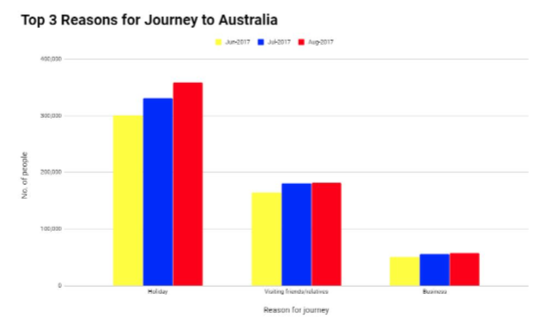 Top 3 Reasons for Journey to Australia
Jun-2017 Jul-2017 Aug-2017
400,000
300,000
200,000
100,000
0
No. of people
Holiday Visiting friends/relatives Business
Reason for journey